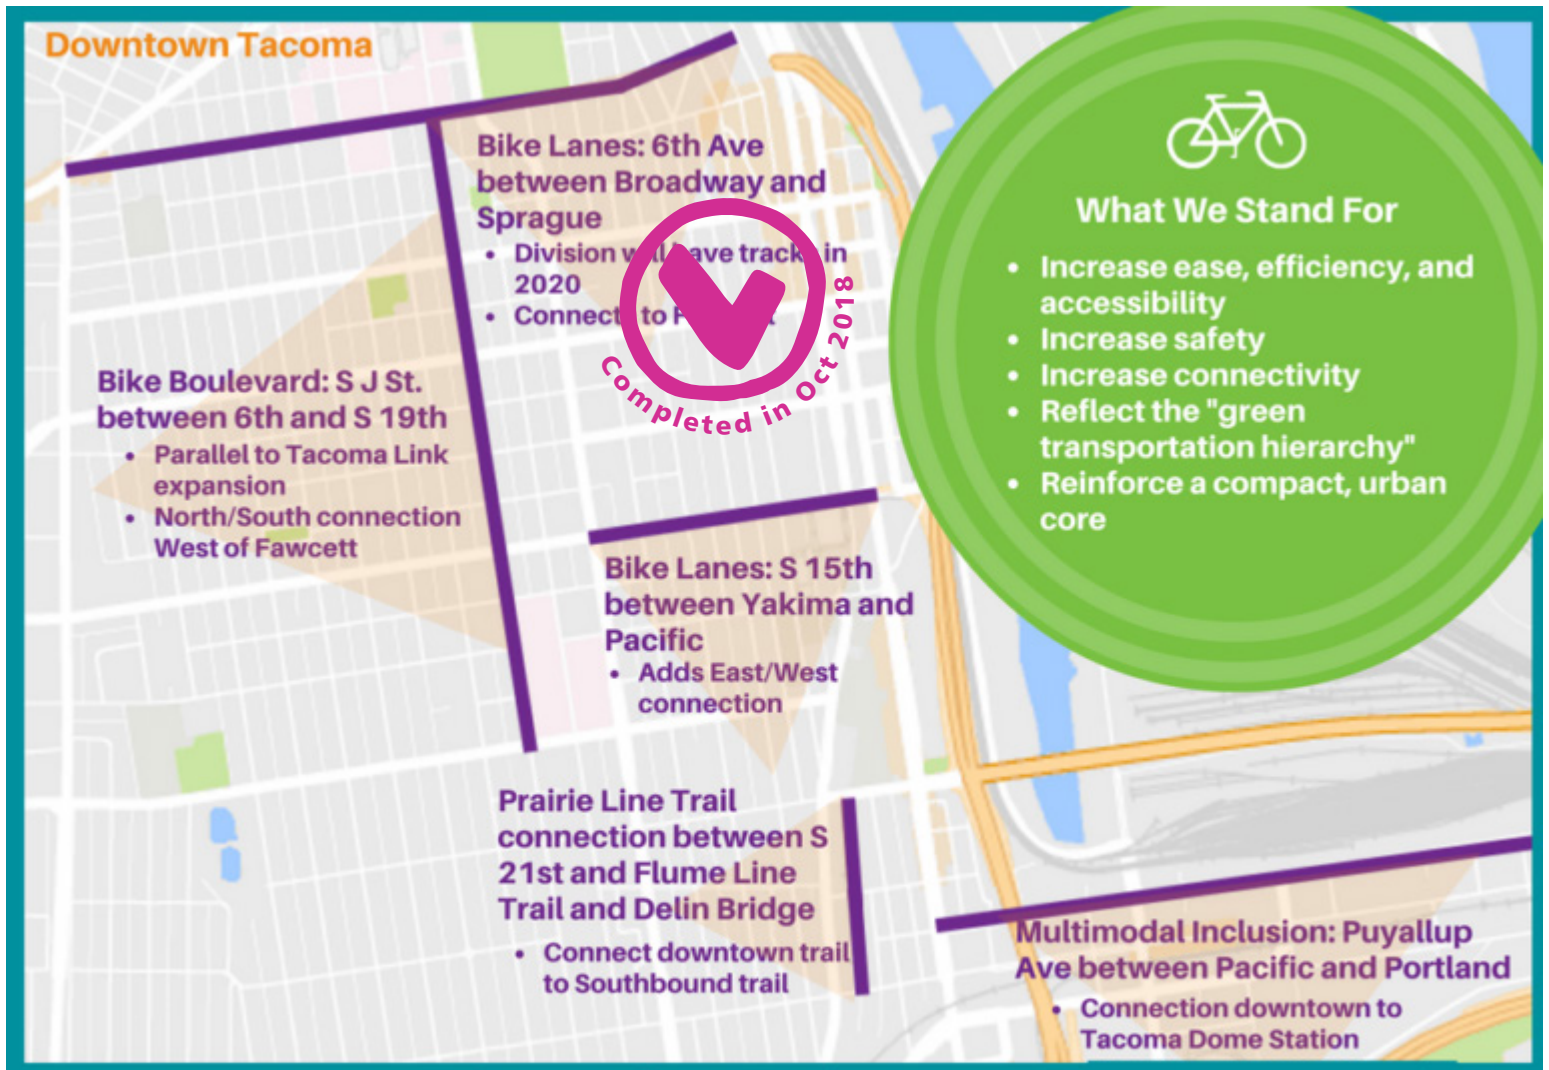 Downtown Tacoma
Bike Lanes: 6th Ave
between Broadway and
Sprague
• Division will have tracks in
2020
• Connects to
Completed in Oct 2018
Bike Boulevard: S J St.
between 6th and S 19th
• Parallel to Tacoma Link
expansion
• North/South connection
West of Fawcett
Bike Lanes: S 15th
between Yakima and
Pacific
• Adds East/West
connection
Prairie Line Trail
connection between S
21st and Flume Line
Trail and Delin Bridge
• Connect downtown trail
to Southbound trail
Multimodal Inclusion: Puyallup
Ave between Pacific and Portland
• Connection downtown to
Tacoma Dome Station
What We Stand For
• Increase ease, efficiency, and
accessibility
• Increase safety
• Increase connectivity
• Reflect the "green
transportation hierarchy"
• Reinforce a compact, urban
core